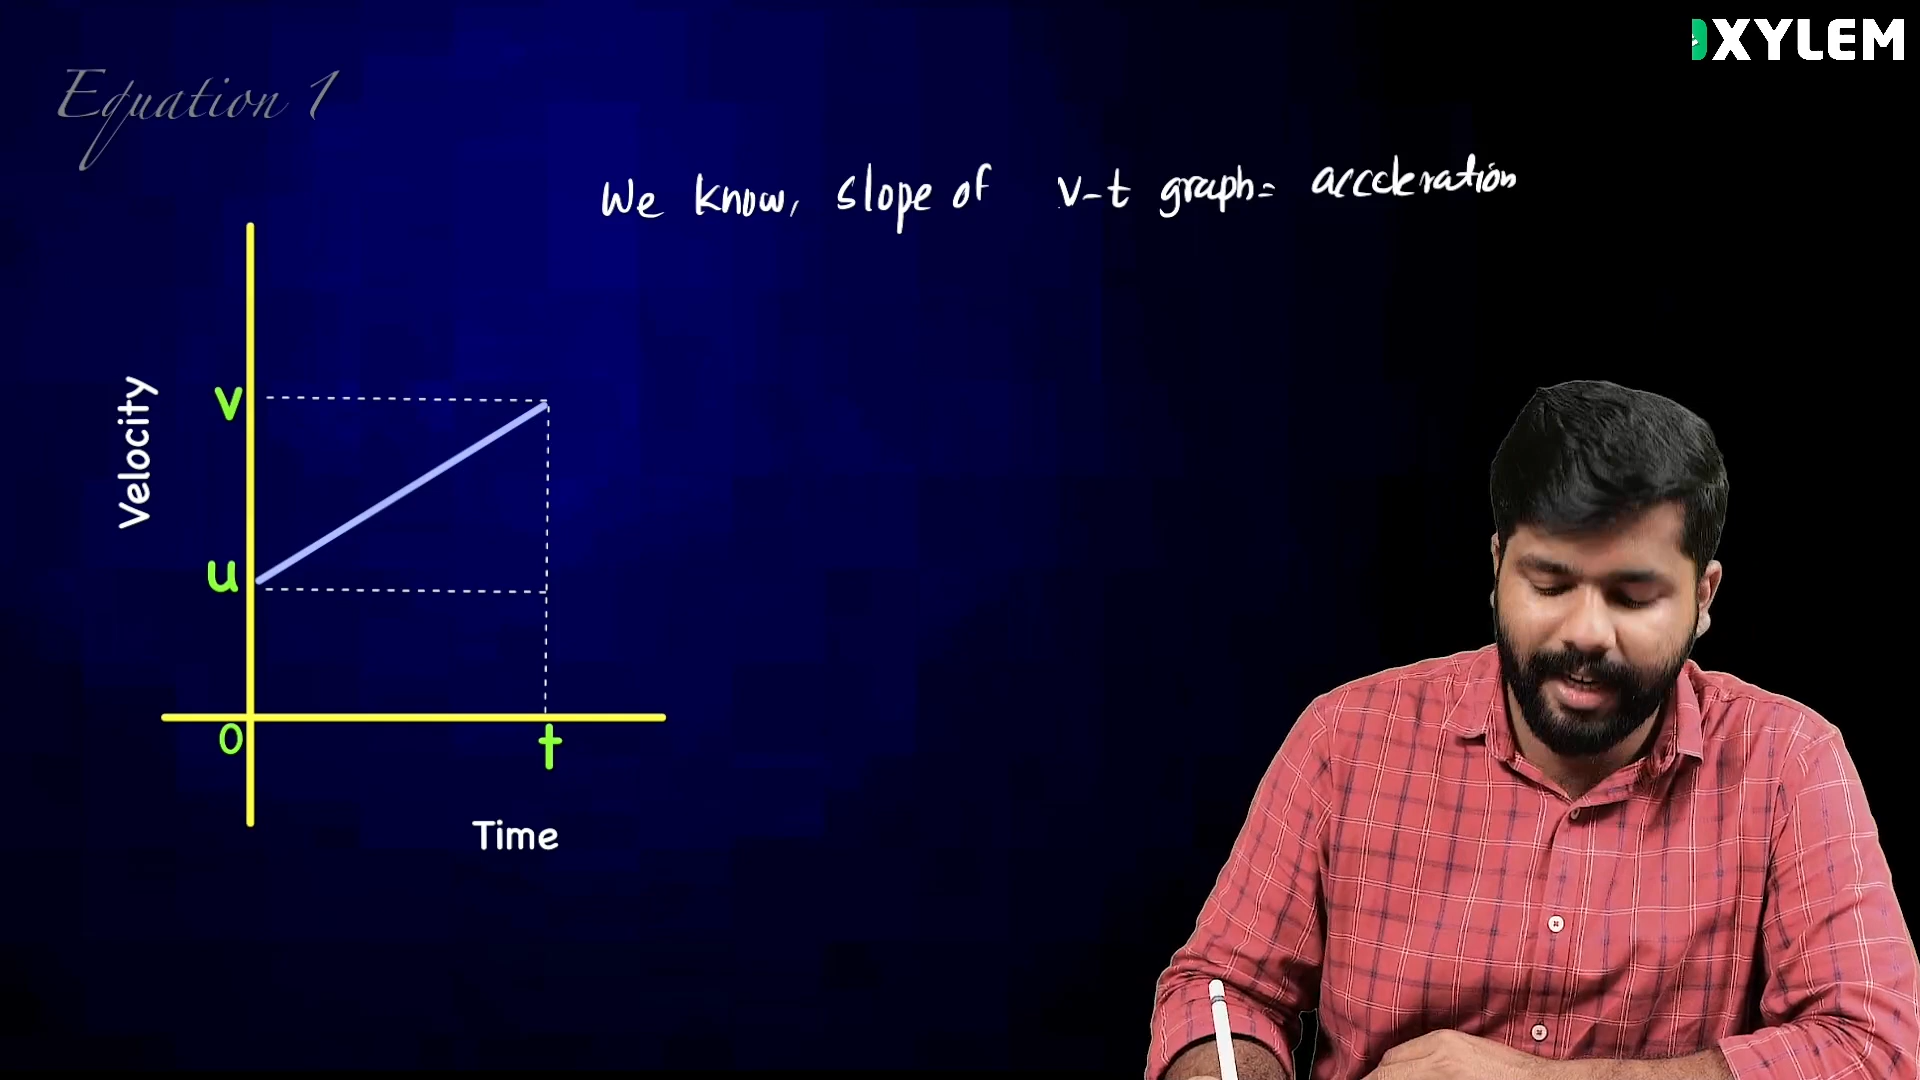 XYLEM
Equation 1
We know, slope of v-t graph = acceleration
Velocity
v
u
0
t
Time